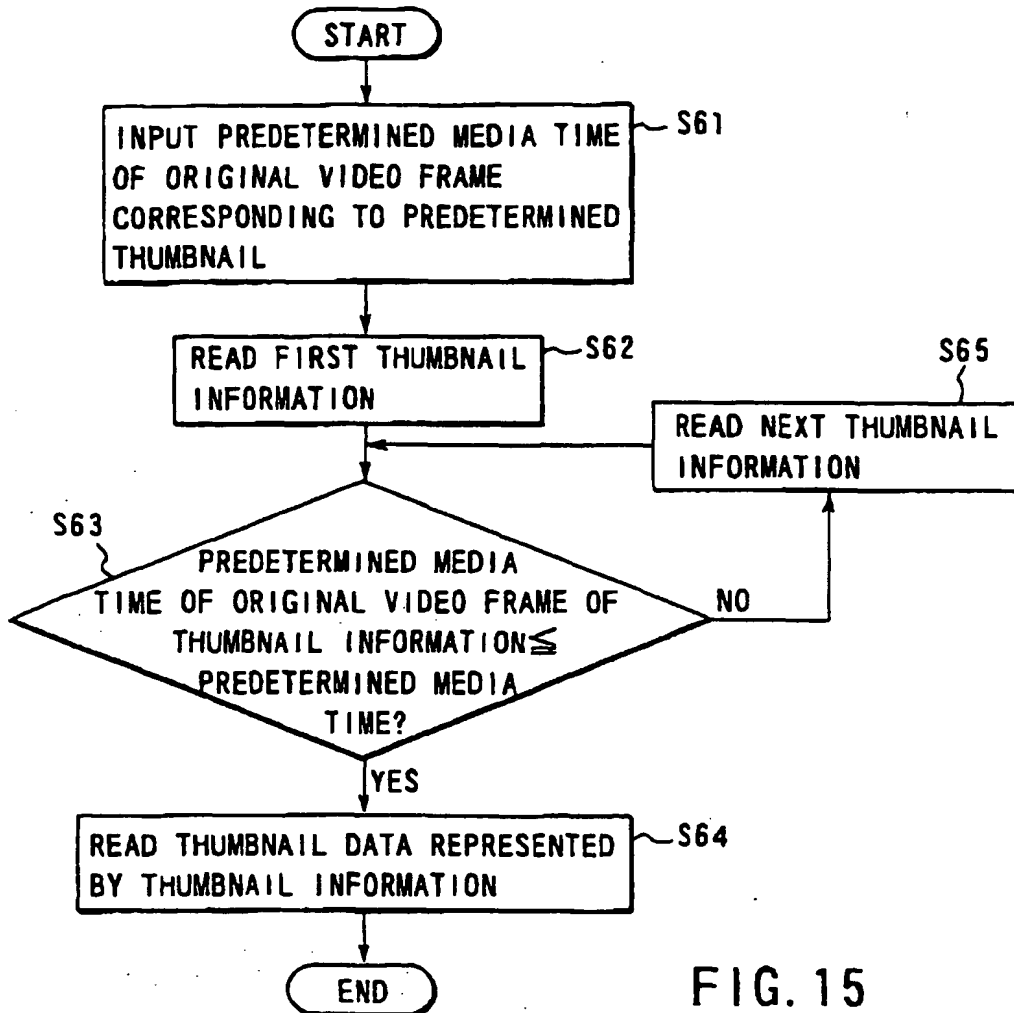 START
INPUT PREDETERMINED MEDIA TIME
OF ORIGINAL VIDEO FRAME
CORRESPONDING TO PREDETERMINED
THUMBNAIL
S61
READ FIRST THUMBNAIL
INFORMATION
S62
S65
READ NEXT THUMBNAIL
INFORMATION
S63
PREDETERMINED MEDIA
TIME OF ORIGINAL VIDEO FRAME OF
THUMBNAIL INFORMATION≦
PREDETERMINED MEDIA
TIME?
NO
YES
READ THUMBNAIL DATA REPRESENTED
BY THUMBNAIL INFORMATION
S64
END
FIG. 15